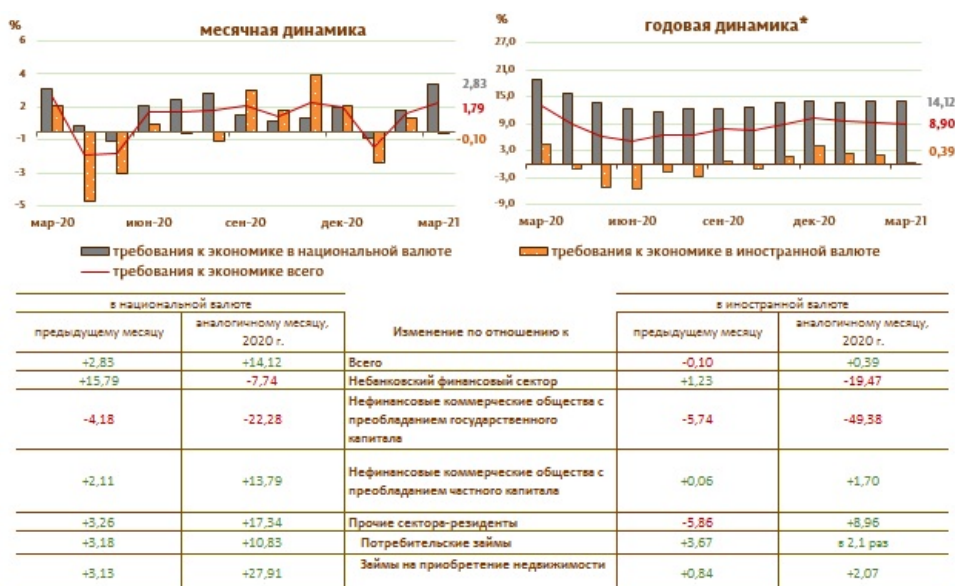 месячная динамика
%
6
4
2
-1
-3
-5
2,83
1,79
-0,10
мар-20 июн-20 сен-20 дек-20 мар-21
годовая динамика*
%
27,0
21,0
15,0
9,0
3,0
-3,0
-9,0
14,12
8,90
0,39
мар-20 июн-20 сен-20 дек-20 мар-21
требования к экономике в национальной валюте
требования к экономике в иностранной валюте
требования к экономике всего
в национальной валюте
в иностранной валюте
предыдущему месяцу
аналогичному месяцу,
2020 г.
Изменение по отношению к
предыдущему месяцу
аналогичному месяцу,
2020 г.
+2,83 +14,12 Всего -0,10 +0,39
+15,79 -7,74 Небанковский финансовый сектор +1,23 -19,47
Нефинансовые коммерческие общества с
-4,18 -22,28 преобладанием государственного -5,74 -49,38
капитала
Нефинансовые коммерческие общества с
+2,11 +13,79 преобладанием частного капитала +0,06 +1,70
+3,26 +17,34 Прочие сектора-резиденты -5,86 +8,96
+3,18 +10,83 Потребительские займы +3,67 в 2,1 раз
+3,13 +27,91 Займы на приобретение недвижимости +0,84 +2,07